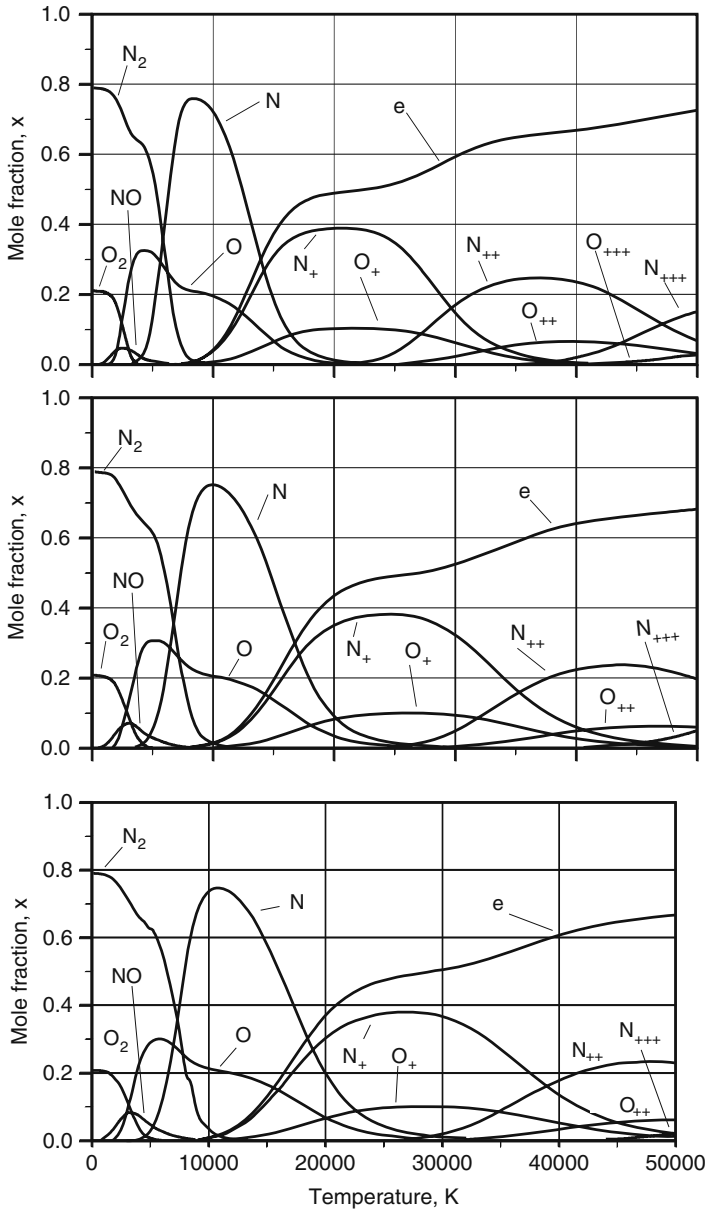 1.0
N₂
0.8
N
e
0.6
NO
0.4
O₂
O
N₊
O₊
N₊₊
O₊₊₊
N₊₊₊
0.2
O₊₊
0.0
Mole fraction, x
1.0
N₂
0.8
N
e
0.6
NO
0.4
O₂
O
N₊
O₊
N₊₊
N₊₊₊
0.2
O₊₊
0.0
Mole fraction, x
1.0
N₂
0.8
N
e
0.6
NO
0.4
O₂
O
N₊
O₊
N₊₊
N₊₊₊
0.2
O₊₊
0.0
Mole fraction, x
0 10000 20000 30000 40000 50000
Temperature, K